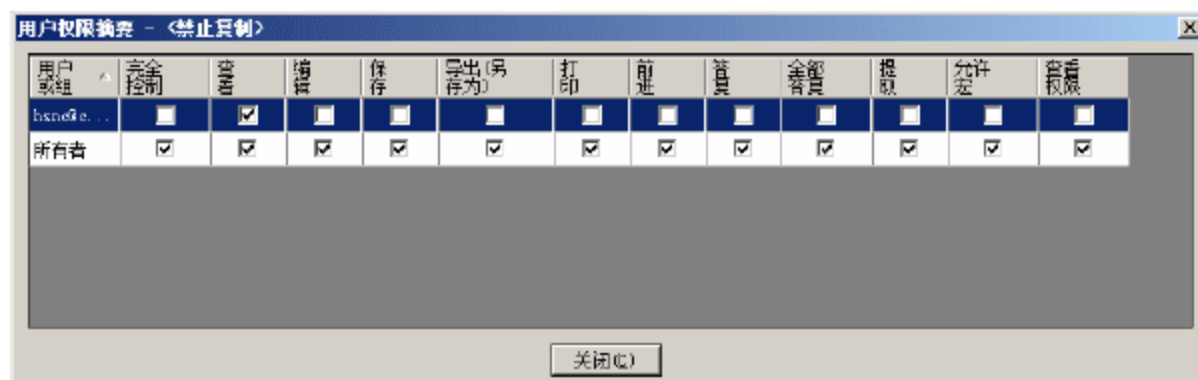 用户权限摘要 - <禁止复制>
用户或组 完全控制 查看 编辑 保存 导出(另存为) 打印 前进 答复 全部答复 提取 允许宏 查看权限
所有者
关闭(C)